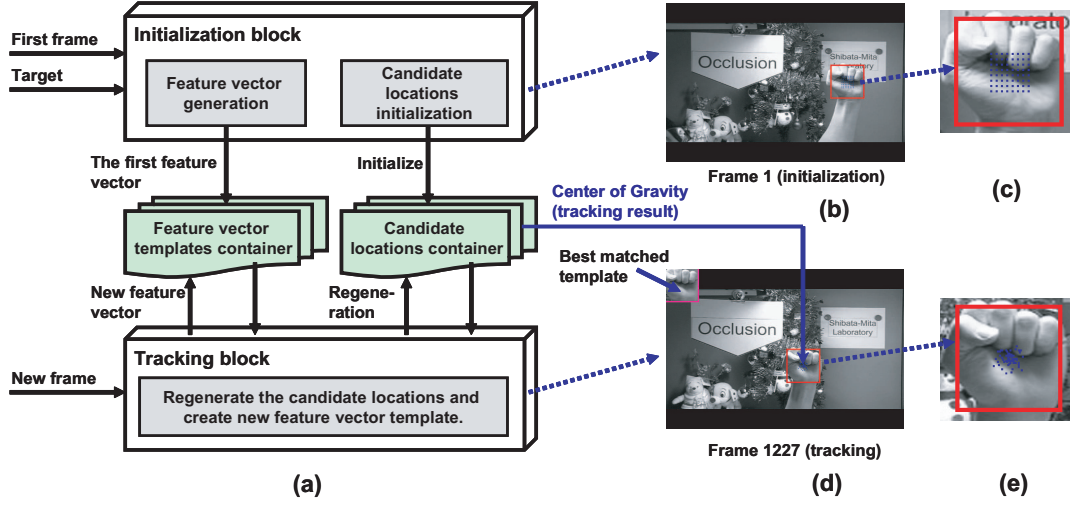 First frame
Target
Initialization block
Feature vector
generation
Candidate
locations
initialization
The first feature
vector
Initialize
Feature vector
templates container
Candidate
locations container
New feature
vector
Regene-
ration
Tracking block
New frame
Regenerate the candidate locations and
create new feature vector template.
(a)
Occlusion
Shibata-Mita
Laboratory
Frame 1 (initialization)
(b)
(c)
Center of Gravity
(tracking result)
Best matched
template
Occlusion
Shibata-Mita
Laboratory
Frame 1227 (tracking)
(d)
(e)